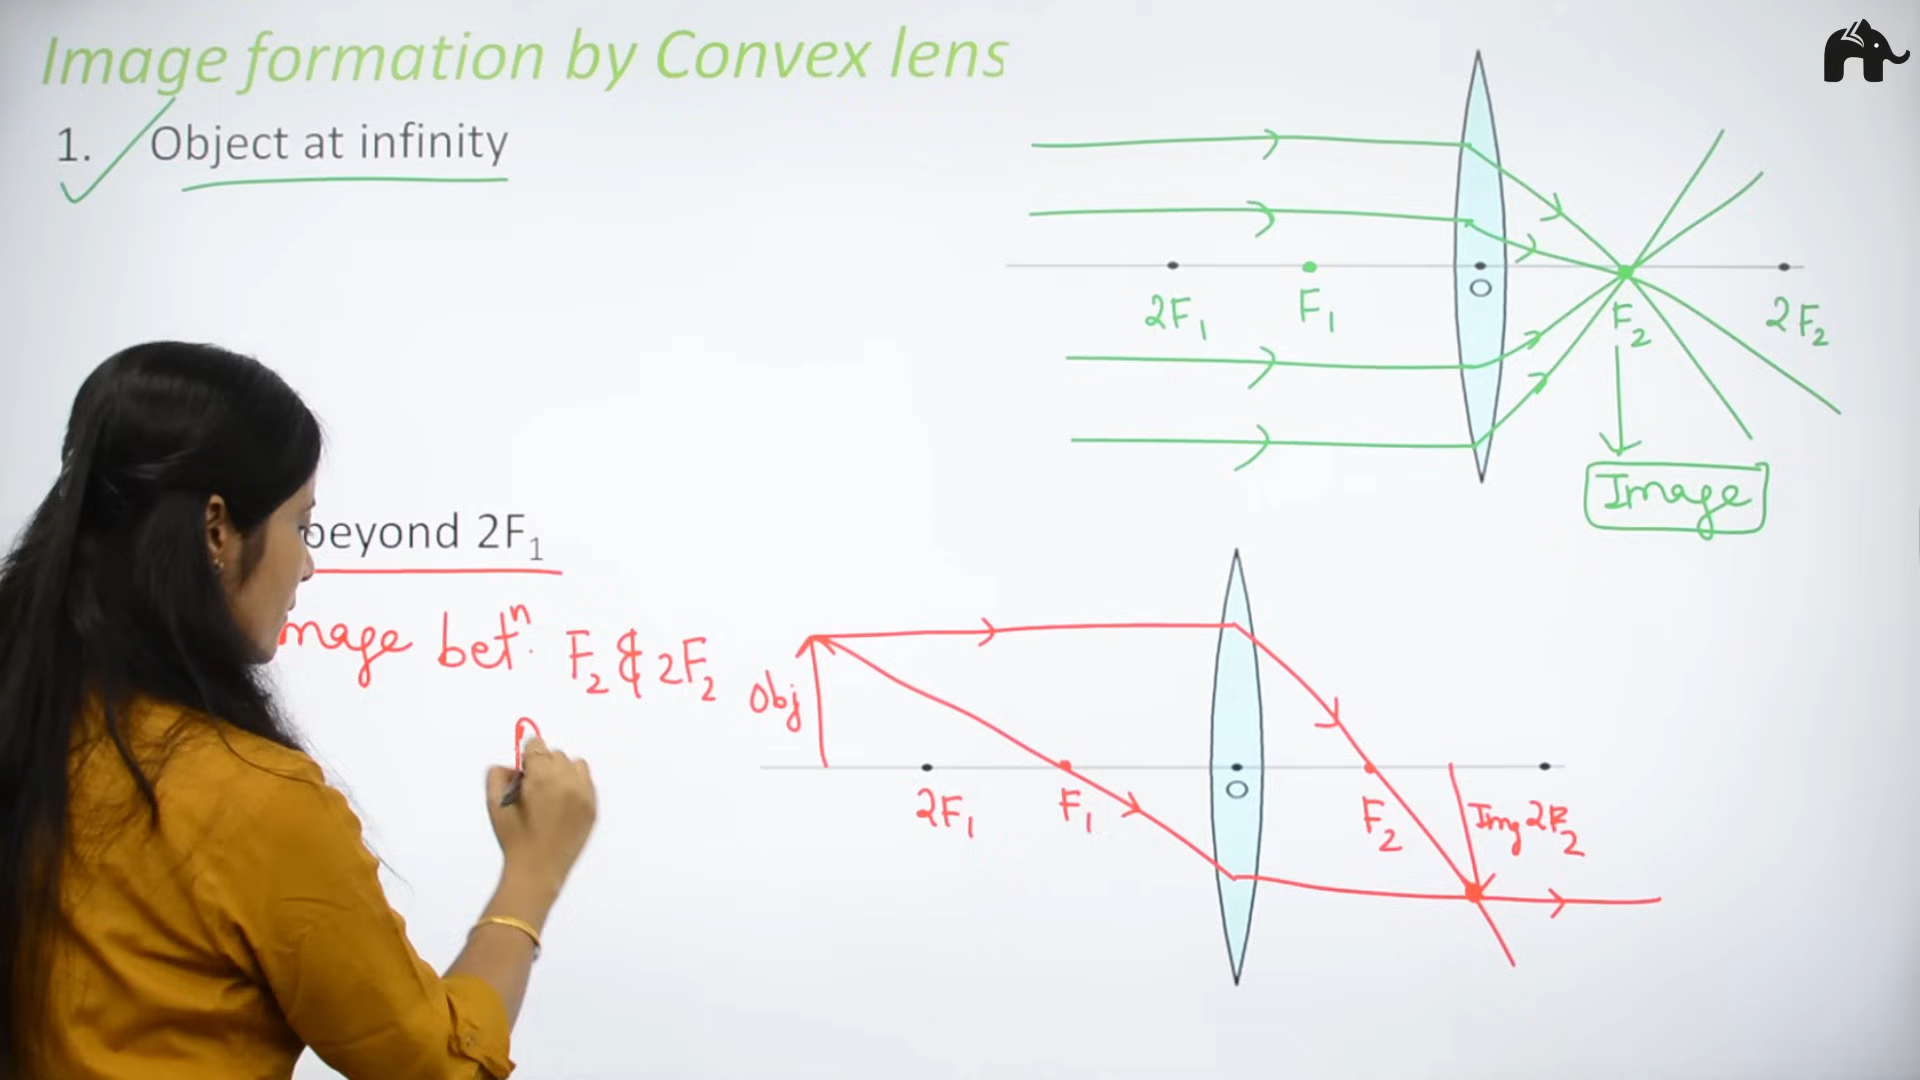 Image formation by Convex lens
1. Object at infinity
2F₁ F₁ O F₂ 2F₂
Image
beyond 2F₁
mage betⁿ. F₂ & 2F₂
Obj
2F₁ F₁ O F₂ Img 2F₂